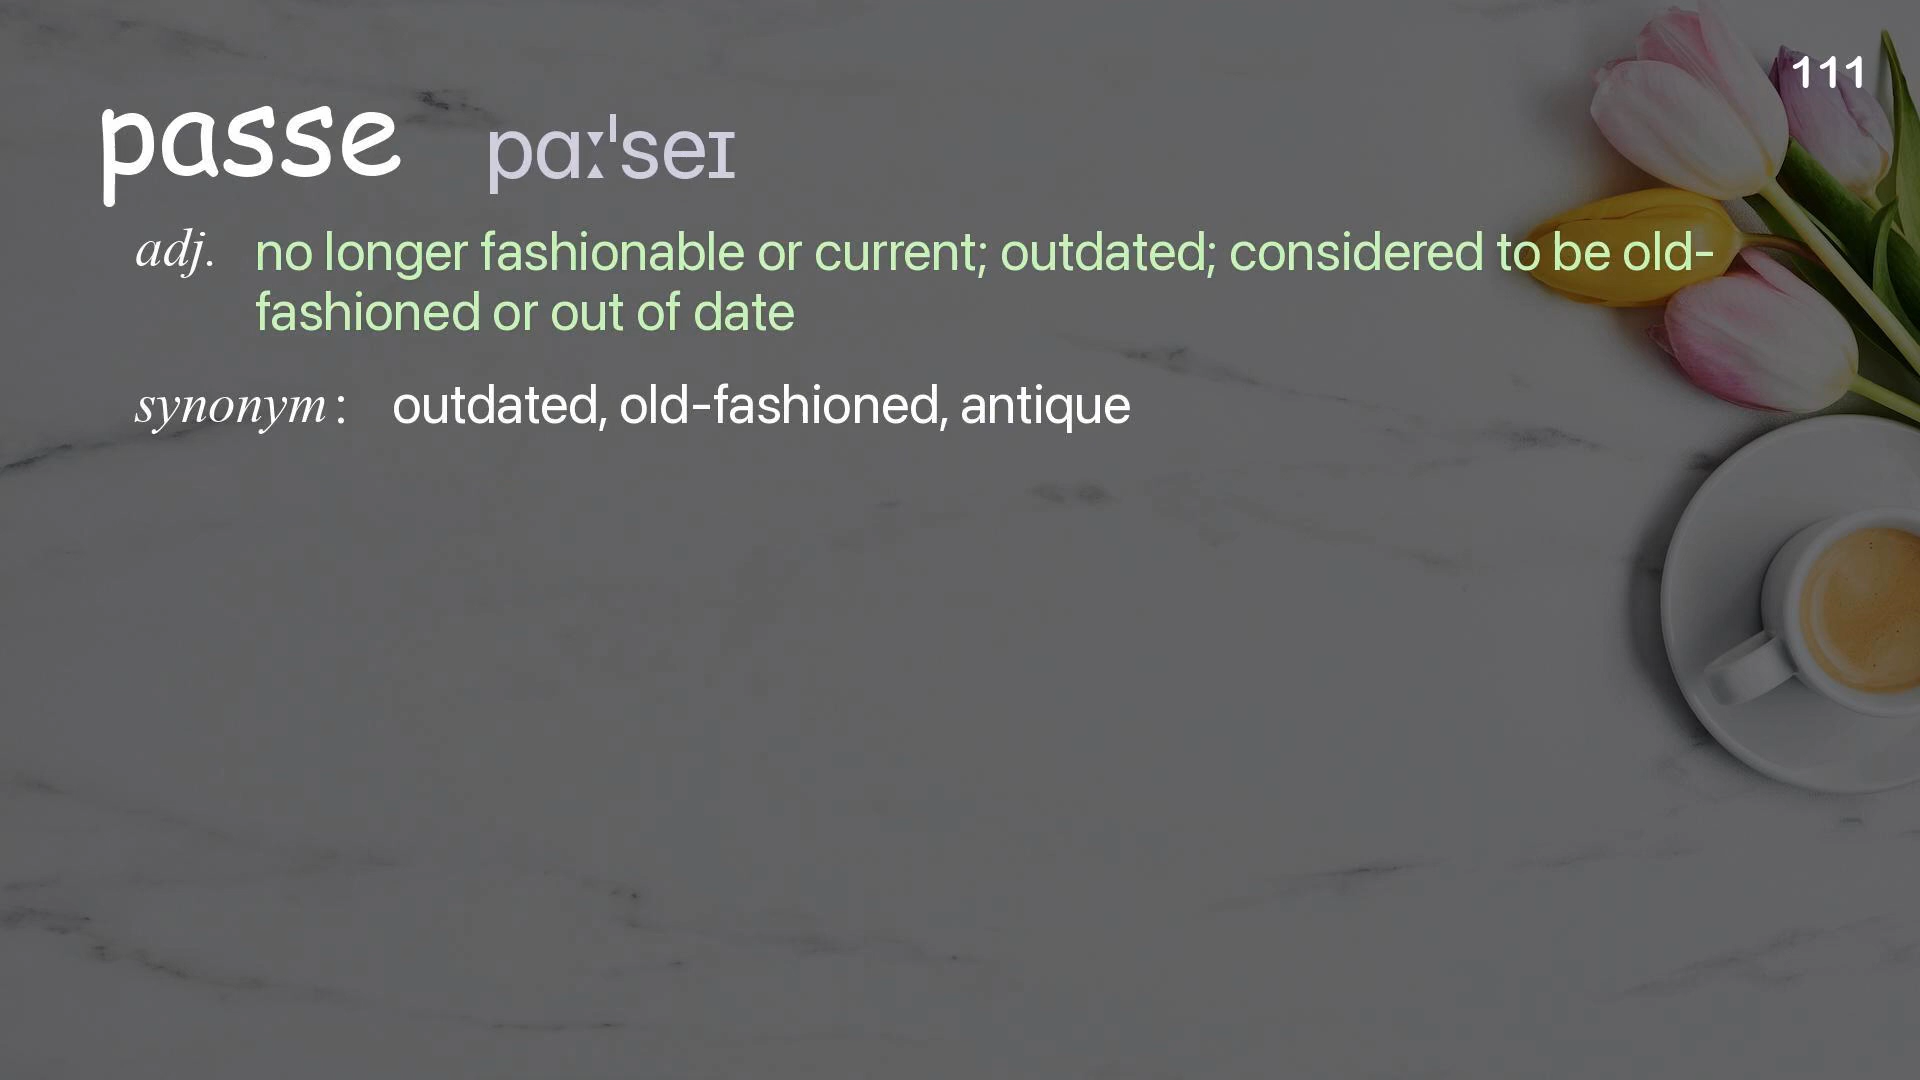 111
passe pɑːˈseɪ
adj. no longer fashionable or current; outdated; considered to be old-
fashioned or out of date
synonym: outdated, old-fashioned, antique